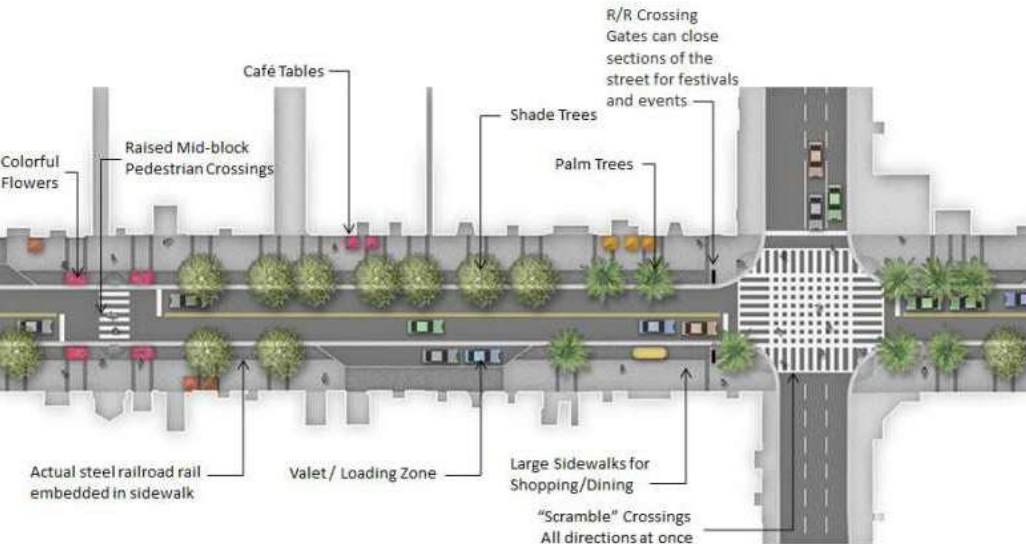 R/R Crossing
Gates can close
sections of the
street for festivals
and events
Café Tables
Shade Trees
Raised Mid-block
Pedestrian Crossings
Colorful
Flowers
Palm Trees
Actual steel railroad rail
embedded in sidewalk
Valet / Loading Zone
Large Sidewalks for
Shopping/Dining
“Scramble” Crossings
All directions at once